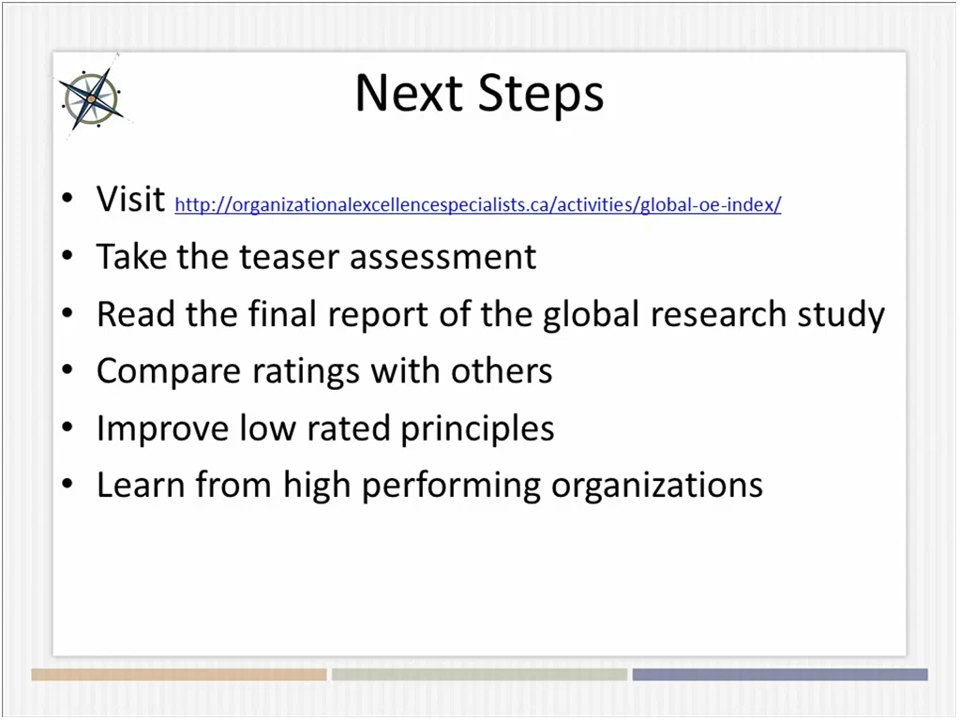 Next Steps
• Visit http://organizationalexcellencespecialists.ca/activities/global-oe-index/
• Take the teaser assessment
• Read the final report of the global research study
• Compare ratings with others
• Improve low rated principles
• Learn from high performing organizations